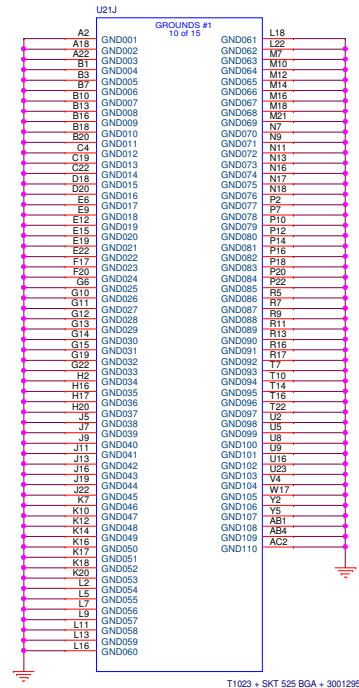 U21J
GROUNDS #1
10 of 15
A2 GND001 GND061 L18
A18 GND002 GND062 L22
A22 GND003 GND063 M7
B1 GND004 GND064 M10
B3 GND005 GND065 M12
B7 GND006 GND066 M14
B10 GND007 GND067 M16
B13 GND008 GND068 M18
B16 GND009 GND069 M21
B18 GND010 GND070 N7
B20 GND011 GND071 N9
C4 GND012 GND072 N11
C19 GND013 GND073 N13
C22 GND014 GND074 N16
D18 GND015 GND075 N17
D20 GND016 GND076 N18
E6 GND017 GND077 P2
E9 GND018 GND078 P7
E12 GND019 GND079 P10
E15 GND020 GND080 P12
E19 GND021 GND081 P14
E22 GND022 GND082 P16
F17 GND023 GND083 P18
F20 GND024 GND084 P20
G6 GND025 GND085 P22
G10 GND026 GND086 R5
G11 GND027 GND087 R7
G12 GND028 GND088 R9
G13 GND029 GND089 R11
G14 GND030 GND090 R13
G15 GND031 GND091 R16
G19 GND032 GND092 R17
G22 GND033 GND093 T7
H2 GND034 GND094 T10
H16 GND035 GND095 T14
H17 GND036 GND096 T16
H20 GND037 GND097 T22
J5 GND038 GND098 U2
J7 GND039 GND099 U5
J9 GND040 GND100 U8
J11 GND041 GND101 U9
J13 GND042 GND102 U16
J16 GND043 GND103 U23
J19 GND044 GND104 V4
J22 GND045 GND105 W17
K7 GND046 GND106 Y2
K10 GND047 GND107 Y5
K12 GND048 GND108 AB1
K14 GND049 GND109 AB4
K16 GND050 GND110 AC2
K17 GND051
K18 GND052
K20 GND053
L2 GND054
L5 GND055
L7 GND056
L9 GND057
L11 GND058
L13 GND059
L16 GND060
T1023 + SKT 525 BGA + 3001295